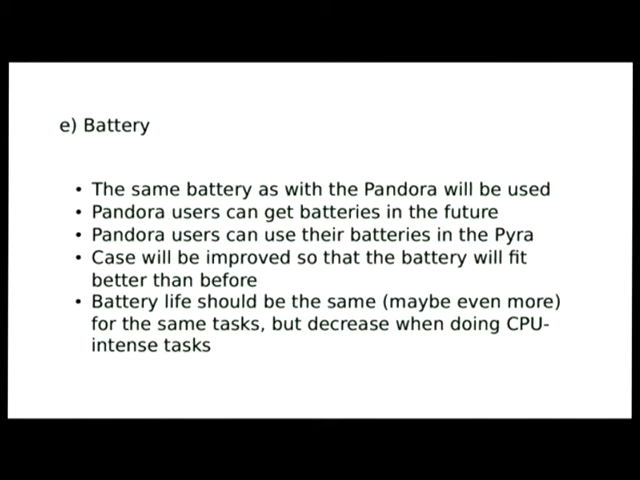 e) Battery
• The same battery as with the Pandora will be used
• Pandora users can get batteries in the future
• Pandora users can use their batteries in the Pyra
• Case will be improved so that the battery will fit
better than before
• Battery life should be the same (maybe even more)
for the same tasks, but decrease when doing CPU-
intense tasks